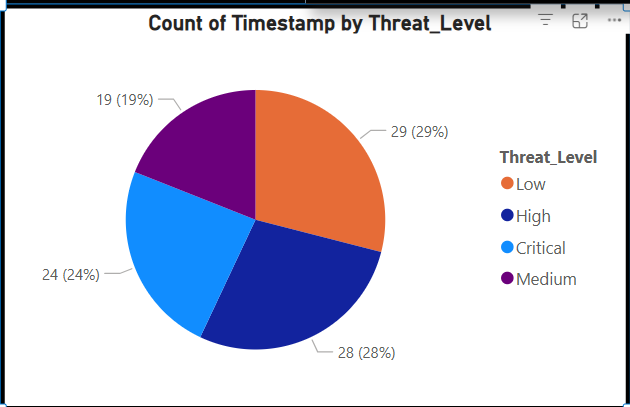 Count of Timestamp by Threat_Level
19 (19%)
29 (29%)
Threat_Level
Low
High
Critical
Medium
24 (24%)
28 (28%)